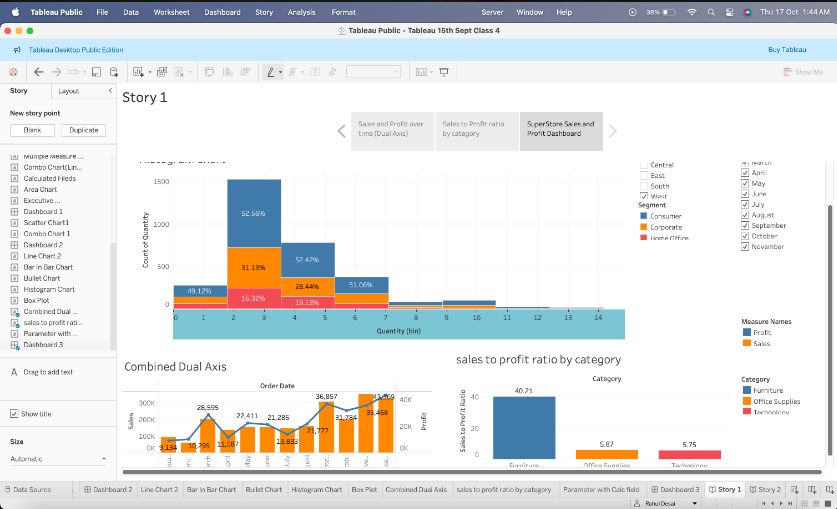 Tableau Public File Data Worksheet Dashboard Story Analysis Format Server Window Help 38% Thu 17 Oct 1:44 AM
Tableau Public - Tableau 15th Sept Class 4
Tableau Desktop Public Edition Buy Tableau
Show Me
Story Layout
New story point
Blank Duplicate
Multiple Measure ...
Combo Chart(Lin...
Calculated Fileds
Area Chart
Executive ...
Dashboard 1
Scatter Chart1
Combo Chart 1
Dashboard 2
Line Chart 2
Bar In Bar Chart
Bullet Chart
Histogram Chart
Box Plot
Combined Dual ...
sales to profit rati...
Parameter with ...
Dashboard 3
A Drag to add text
Show title
Size
Automatic
Story 1
Sales and Profit over time (Dual Axis)
Sales to Profit ratio by category
SuperStore Sales and Profit Dashboard
Histogram Chart
Count of Quantity
1500
1000
500
0
52.56%
31.13%
16.32%
49.12%
52.42%
28.44%
19.13%
51.06%
0 1 2 3 4 5 6 7 8 9 10 11 12 13 14
Quantity (bin)
Central
East
South
West
Segment
Consumer
Corporate
Home Office
March
April
May
June
July
August
September
October
November
Measure Names
Profit
Sales
Category
Furniture
Office Supplies
Technology
Combined Dual Axis
Order Date
Sales
300K
200K
100K
0K
9,134 10,295 28,595 11,587 22,411 21,286 13,833 21,777 36,857 31,784 35,468
40K
20K
0K
Profit
sales to profit ratio by category
Category
Sales to Profit Ratio
40
20
0
40.21
5.87
5.75
Furniture Office Supplies Technology
Data Source Dashboard 2 Line Chart 2 Bar In Bar Chart Bullet Chart Histogram Chart Box Plot Combined Dual Axis sales to profit ratio by category Parameter with Calc field Dashboard 3 Story 1 Story 2
Rahul Desai